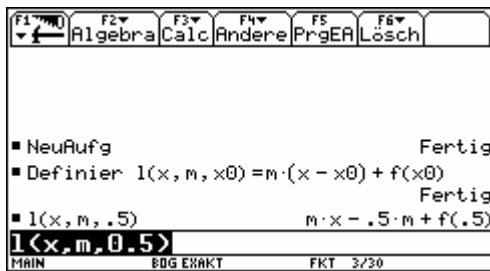 F1 F2 Algebra F3 Calc F4 Andere F5 PrgEA F6 Lösch
NeuAufg Fertig
Definier l(x,m,x0)=m·(x-x0)+f(x0)
Fertig
l(x,m,.5) m·x-.5·m+f(.5)
l(x,m,0.5)
MAIN BOG EXAKT FKT 3/30